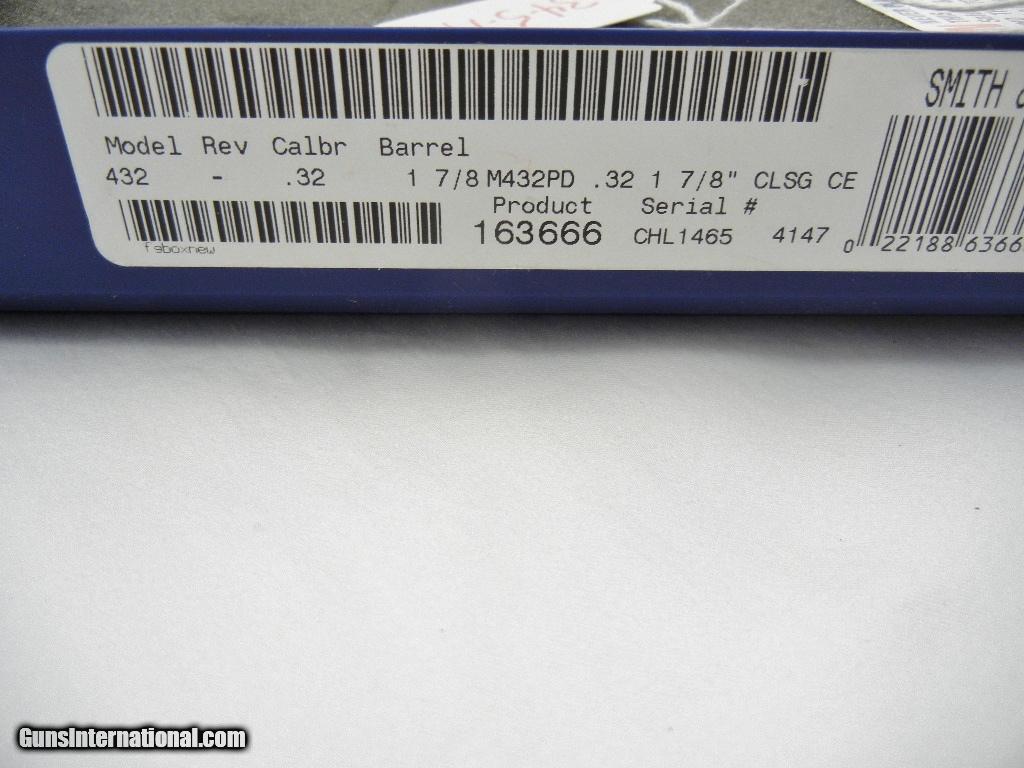 SMITH &
Model Rev Calbr Barrel
432 - .32 1 7/8 M432PD .32 1 7/8" CLSG CE
Product Serial #
163666 CHL1465 4147
fsboxnew
0 22188 6366
GunsInternational.com